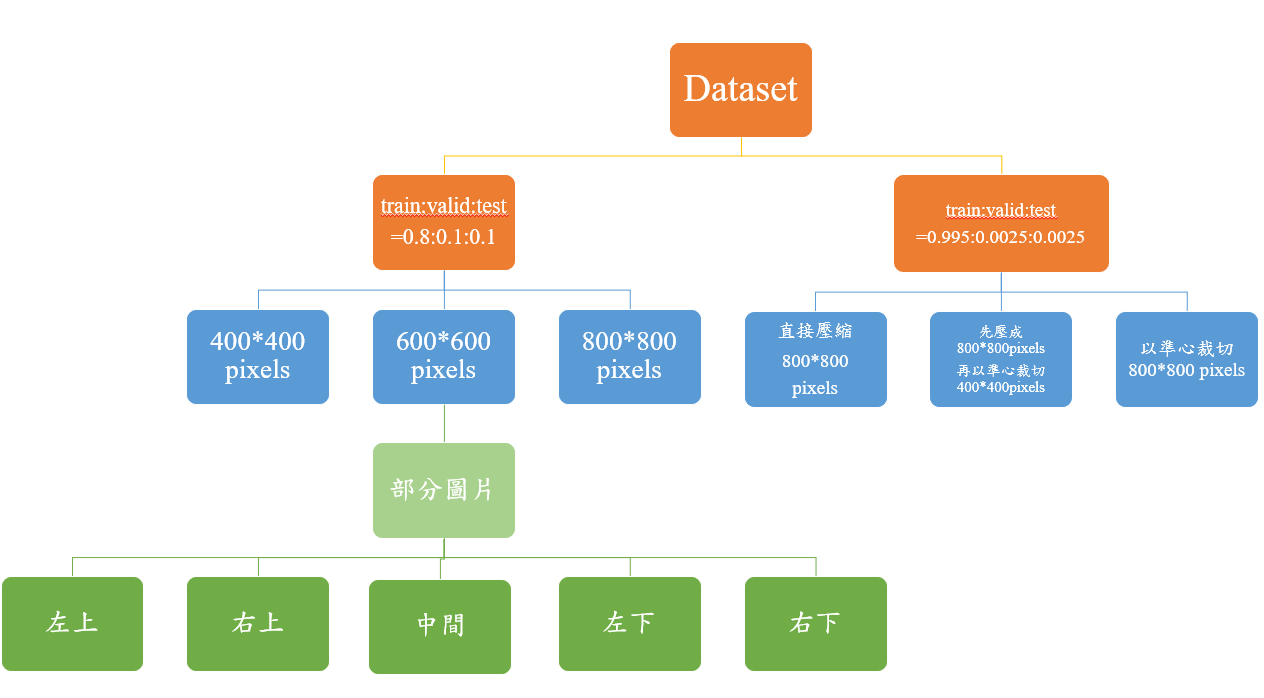 Dataset
train:valid:test
=0.8:0.1:0.1
train:valid:test
=0.995:0.0025:0.0025
400*400
pixels
600*600
pixels
800*800
pixels
直接壓縮
800*800
pixels
先壓成
800*800pixels
再以準心裁切
400*400pixels
以準心裁切
800*800 pixels
部分圖片
左上
右上
中間
左下
右下